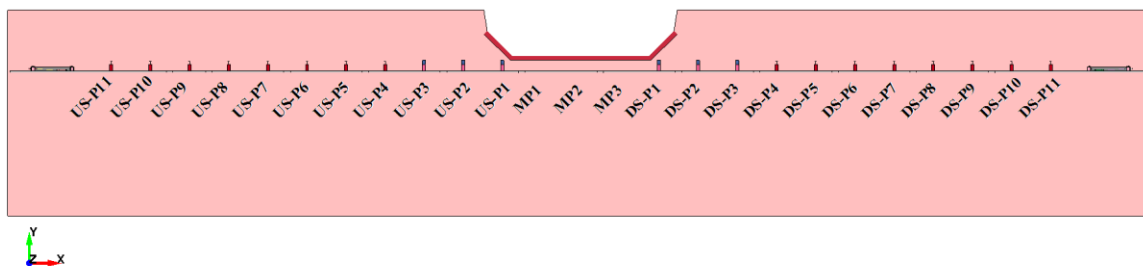 US-P11
US-P10
US-P9
US-P8
US-P7
US-P6
US-P5
US-P4
US-P3
US-P2
US-P1
MP1
MP2
MP3
DS-P1
DS-P2
DS-P3
DS-P4
DS-P5
DS-P6
DS-P7
DS-P8
DS-P9
DS-P10
DS-P11
Y
Z
X